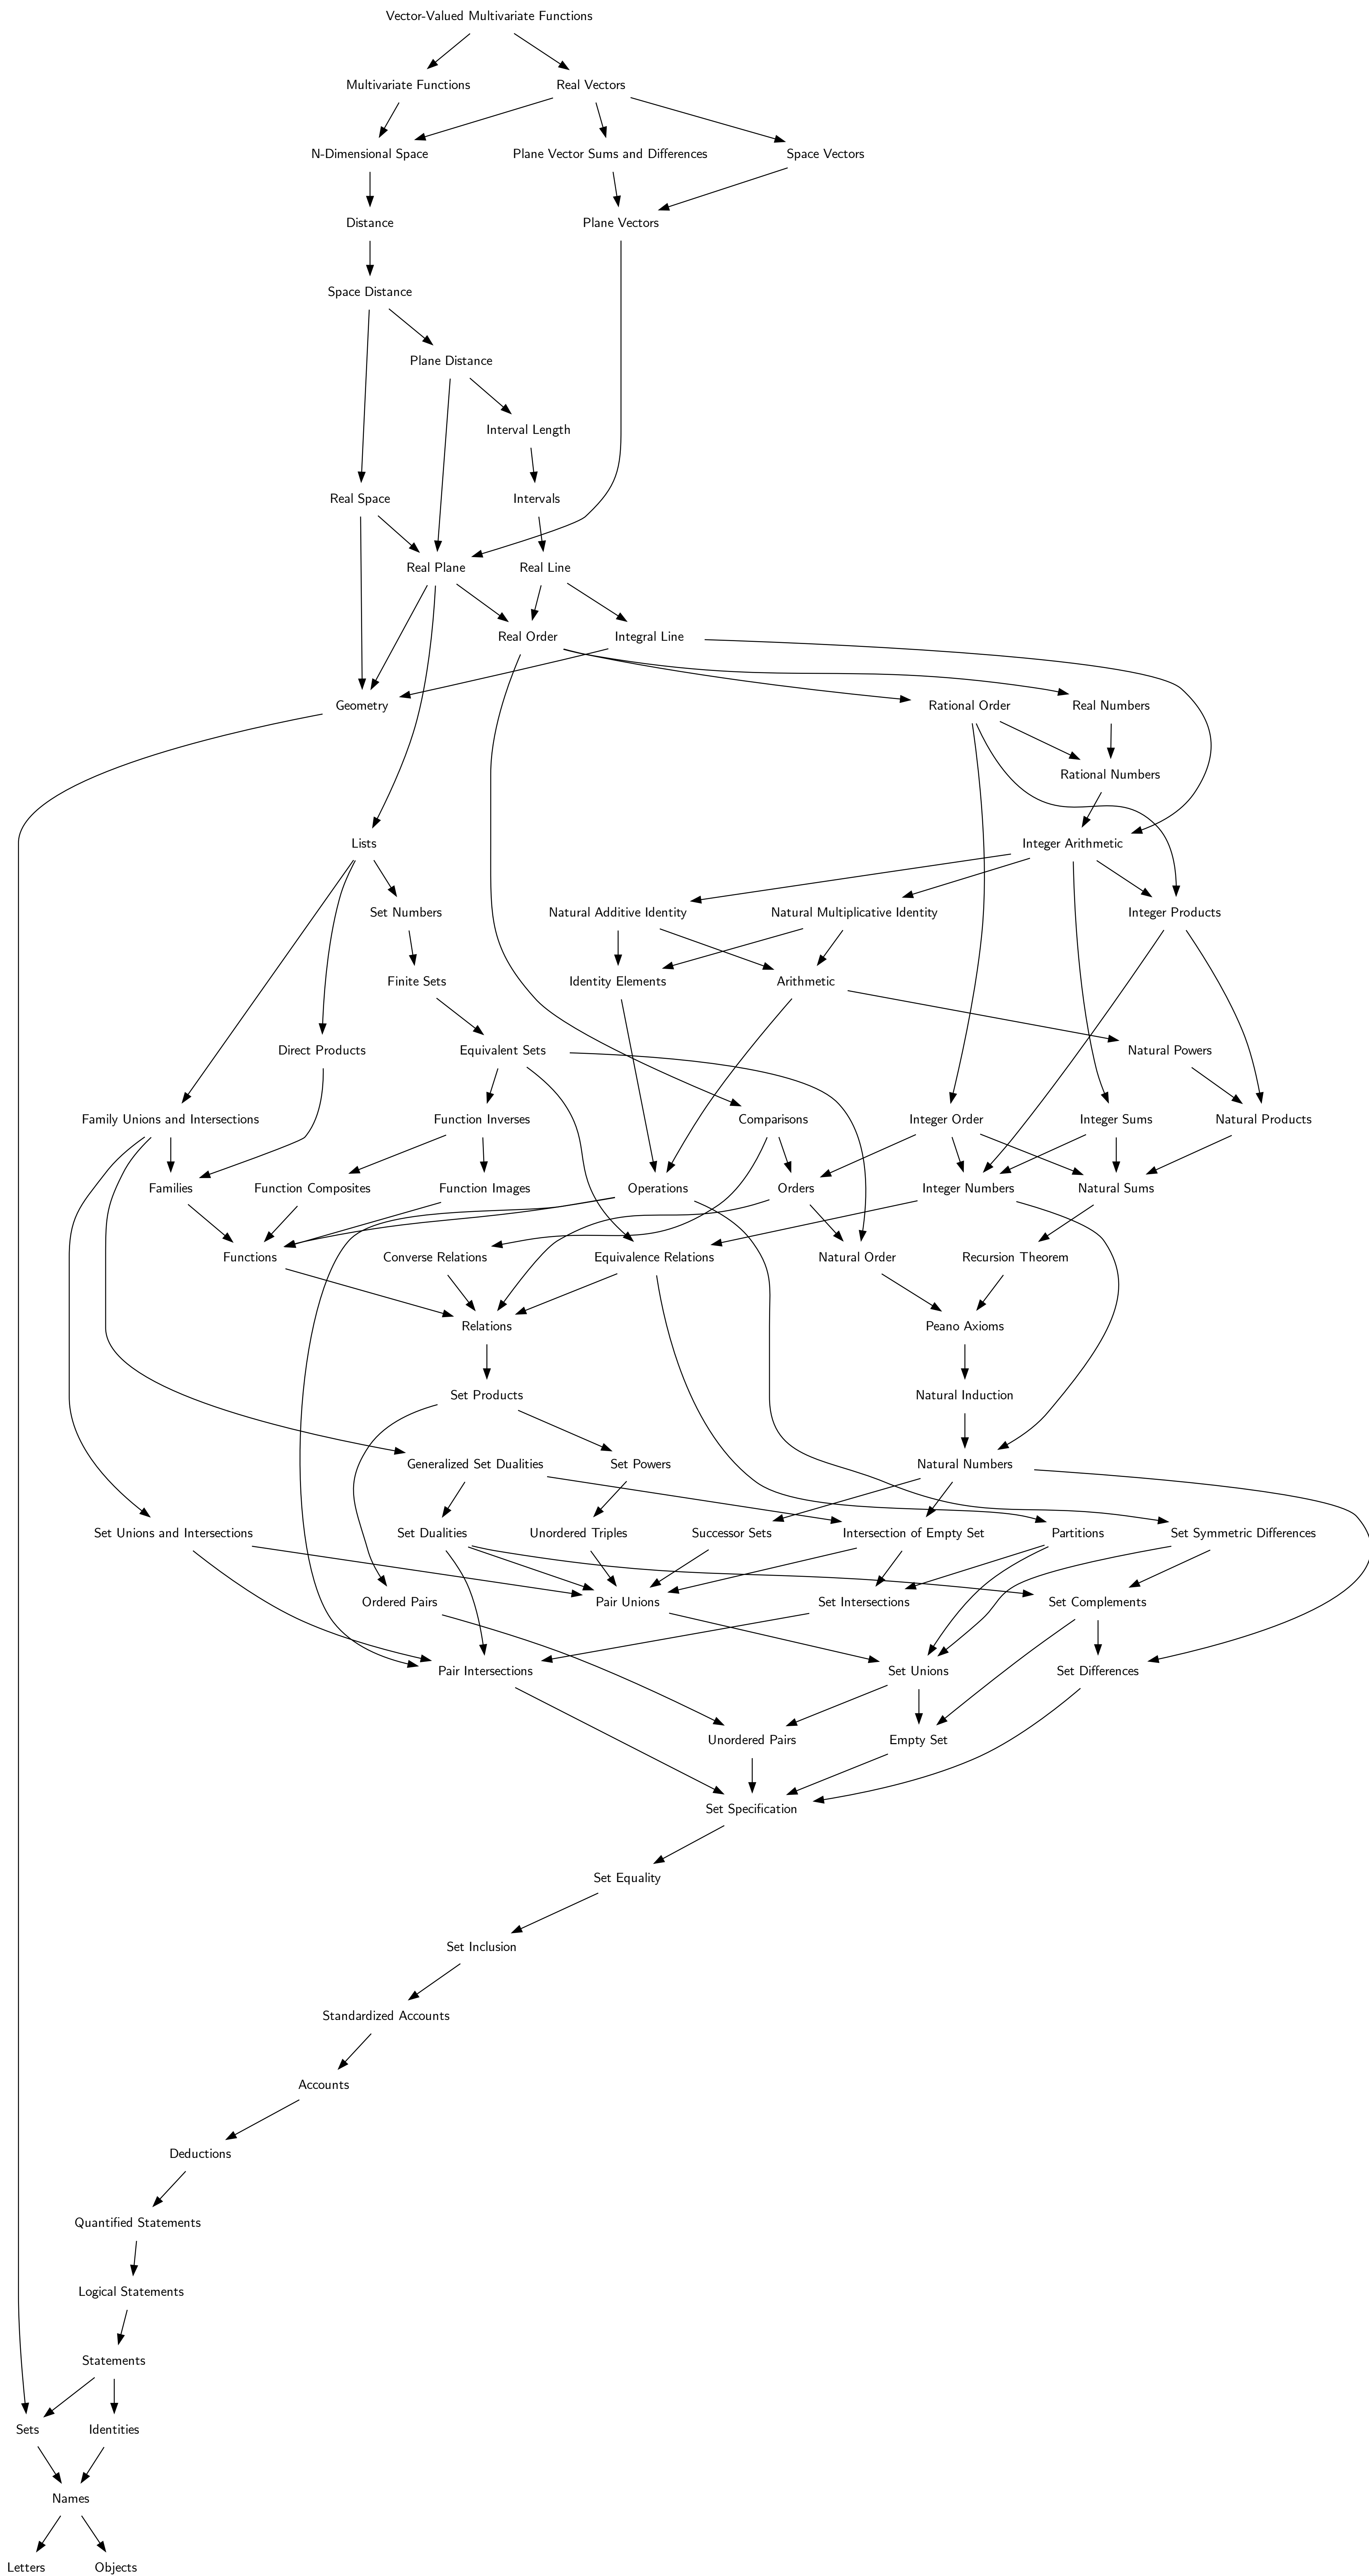 Vector-Valued Multivariate Functions
Multivariate Functions
Real Vectors
N-Dimensional Space
Plane Vector Sums and Differences
Space Vectors
Distance
Plane Vectors
Space Distance
Plane Distance
Interval Length
Real Space
Intervals
Real Plane
Real Line
Real Order
Integral Line
Geometry
Rational Order
Real Numbers
Rational Numbers
Lists
Integer Arithmetic
Set Numbers
Natural Additive Identity
Natural Multiplicative Identity
Integer Products
Finite Sets
Identity Elements
Arithmetic
Direct Products
Equivalent Sets
Natural Powers
Family Unions and Intersections
Function Inverses
Comparisons
Integer Order
Integer Sums
Natural Products
Families
Function Composites
Function Images
Operations
Orders
Integer Numbers
Natural Sums
Functions
Converse Relations
Equivalence Relations
Natural Order
Recursion Theorem
Relations
Peano Axioms
Set Products
Natural Induction
Generalized Set Dualities
Set Powers
Natural Numbers
Set Unions and Intersections
Set Dualities
Unordered Triples
Successor Sets
Intersection of Empty Set
Partitions
Set Symmetric Differences
Ordered Pairs
Pair Unions
Set Intersections
Set Complements
Pair Intersections
Set Unions
Set Differences
Unordered Pairs
Empty Set
Set Specification
Set Equality
Set Inclusion
Standardized Accounts
Accounts
Deductions
Quantified Statements
Logical Statements
Statements
Sets
Identities
Names
Letters
Objects